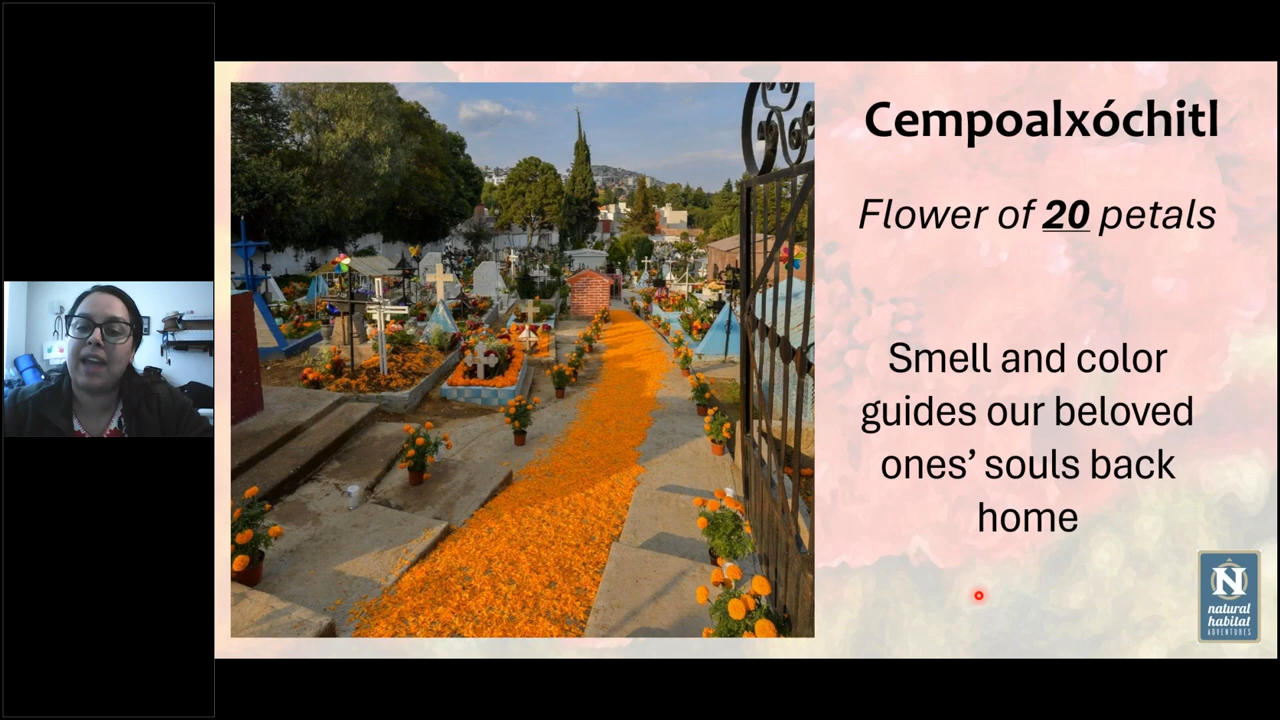 Cempoalxóchitl
Flower of 20 petals
Smell and color
guides our beloved
ones’ souls back
home
N
natural
habitat
ADVENTURES